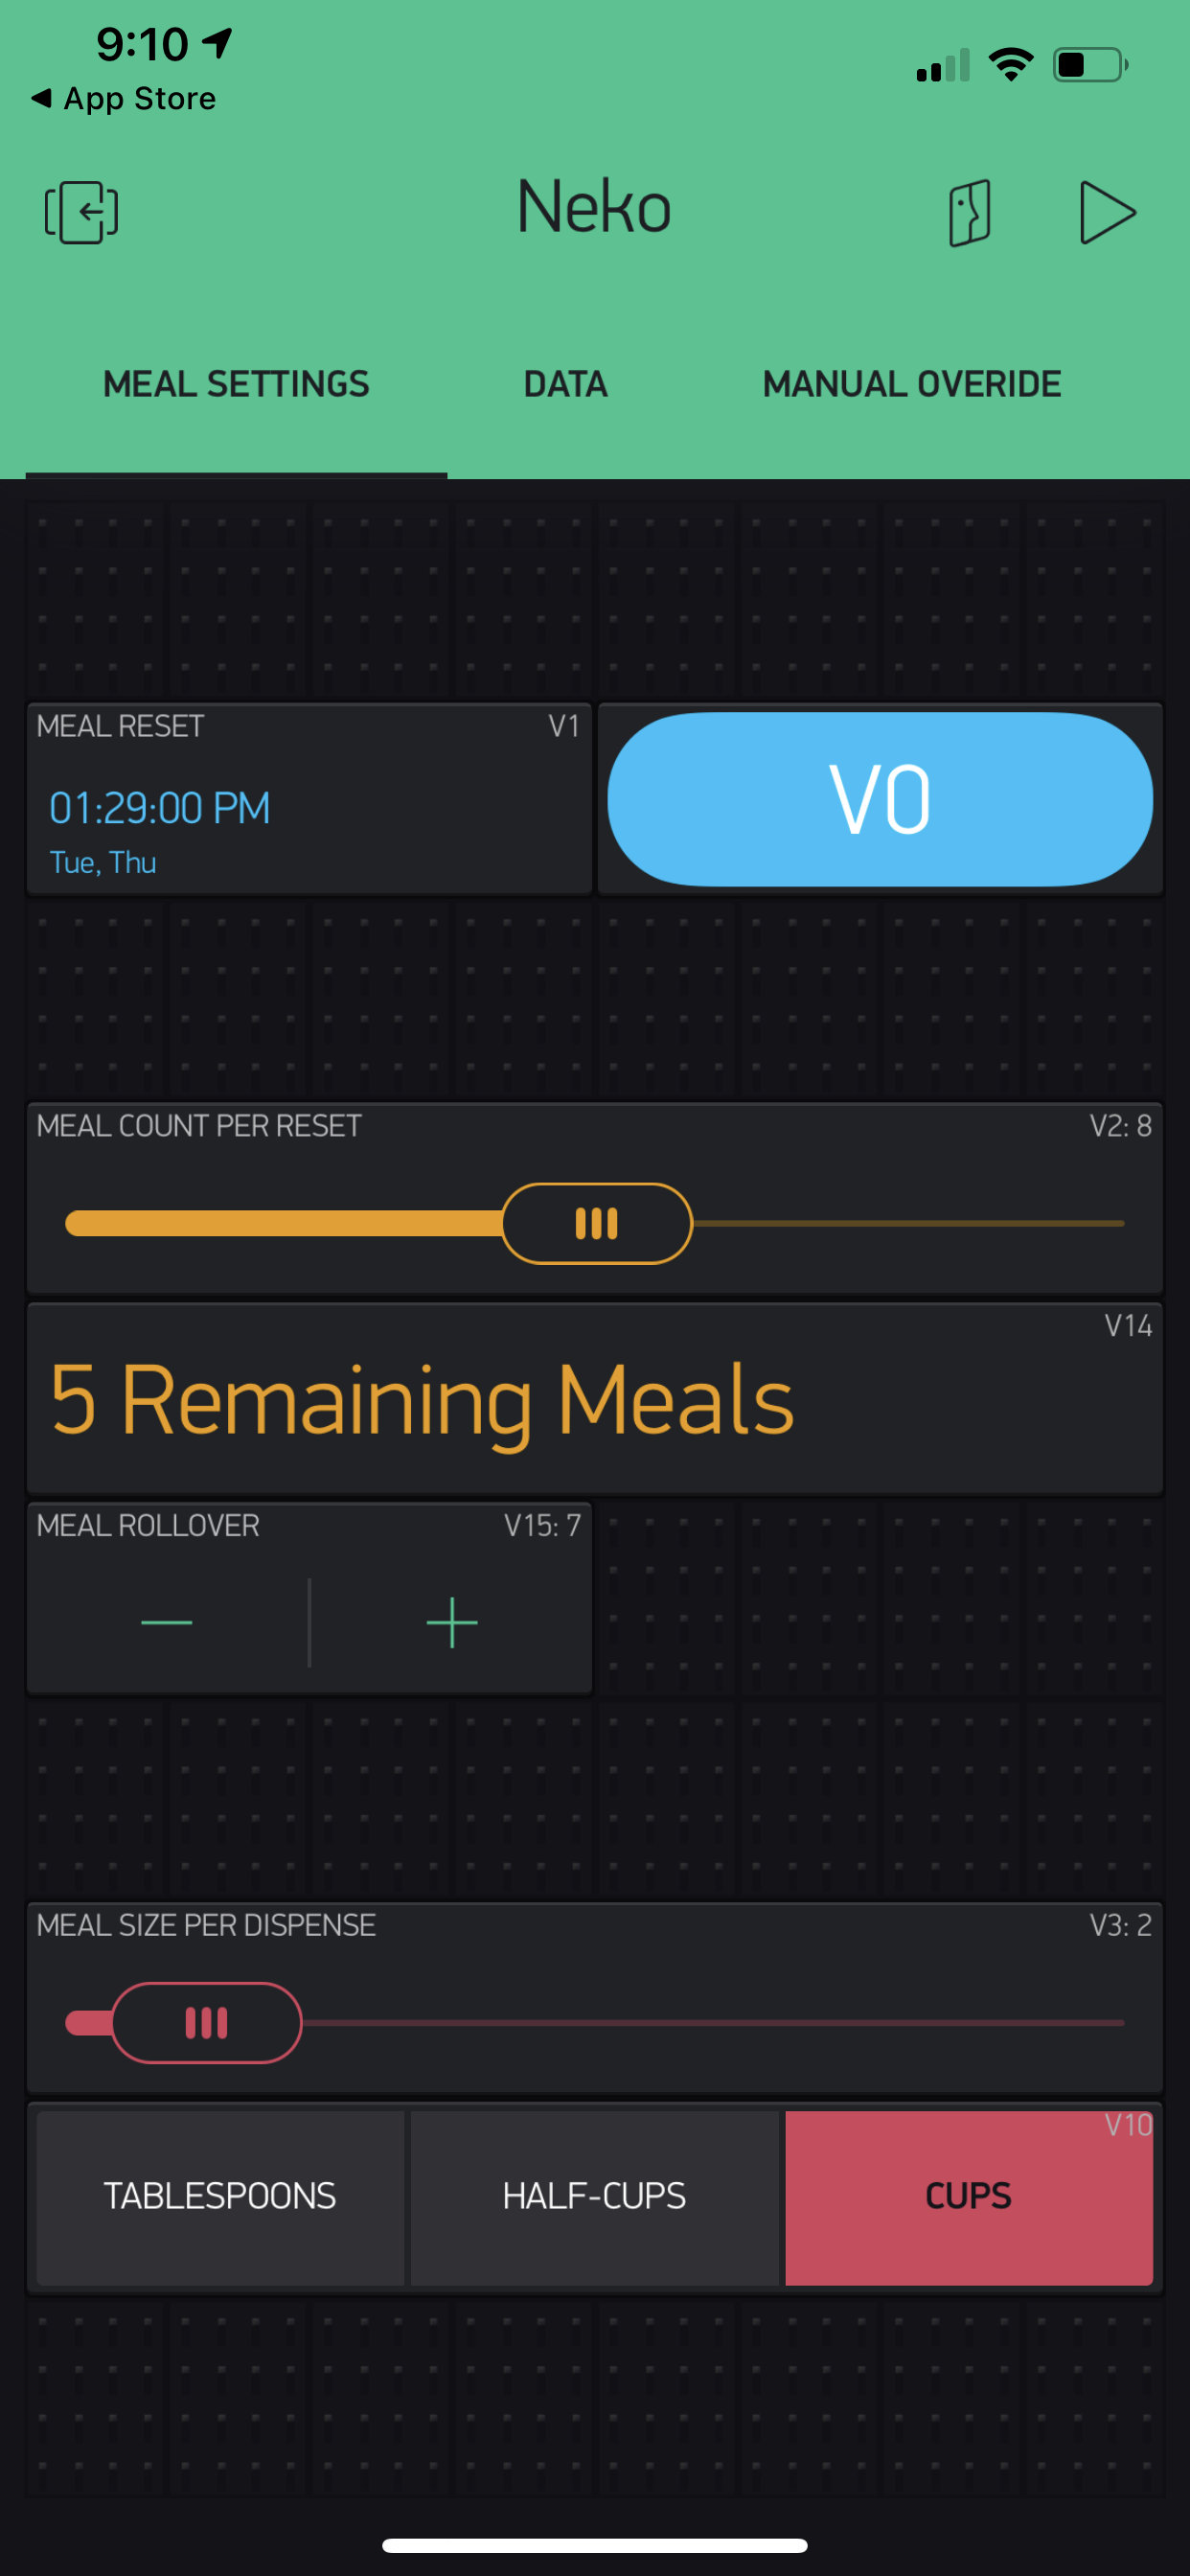 9:10
App Store
Neko
MEAL SETTINGS
DATA
MANUAL OVERIDE
MEAL RESET
V1
01:29:00 PM
Tue, Thu
V0
MEAL COUNT PER RESET
V2: 8
V14
5 Remaining Meals
MEAL ROLLOVER
V15: 7
MEAL SIZE PER DISPENSE
V3: 2
V10
TABLESPOONS
HALF-CUPS
CUPS